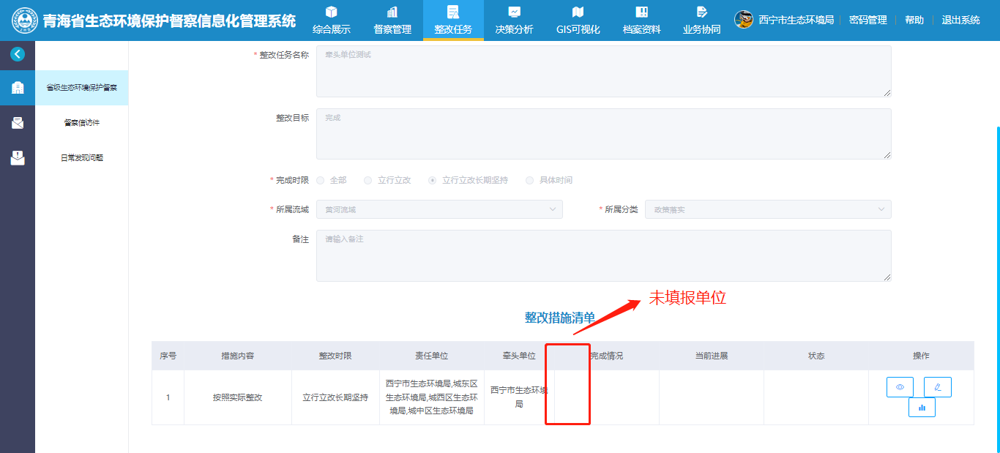 青海省生态环境保护督察信息化管理系统
综合展示
督察管理
整改任务
决策分析
GIS可视化
档案资料
业务协同
西宁市生态环境局
密码管理
帮助
退出系统
省级生态环境保护督察
督察信访件
日常发现问题
* 整改任务名称
牵头单位测试
整改目标
完成
* 完成时限
全部
立行立改
立行立改长期坚持
具体时间
* 所属流域
黄河流域
* 所属分类
政策落实
备注
请输入备注
未填报单位
整改措施清单
序号
措施内容
整改时限
责任单位
牵头单位
完成情况
当前进展
状态
操作
1
按照实际整改
立行立改长期坚持
西宁市生态环境局,城东区
生态环境局,城西区生态环
境局,城中区生态环境局
西宁市生态环境
局